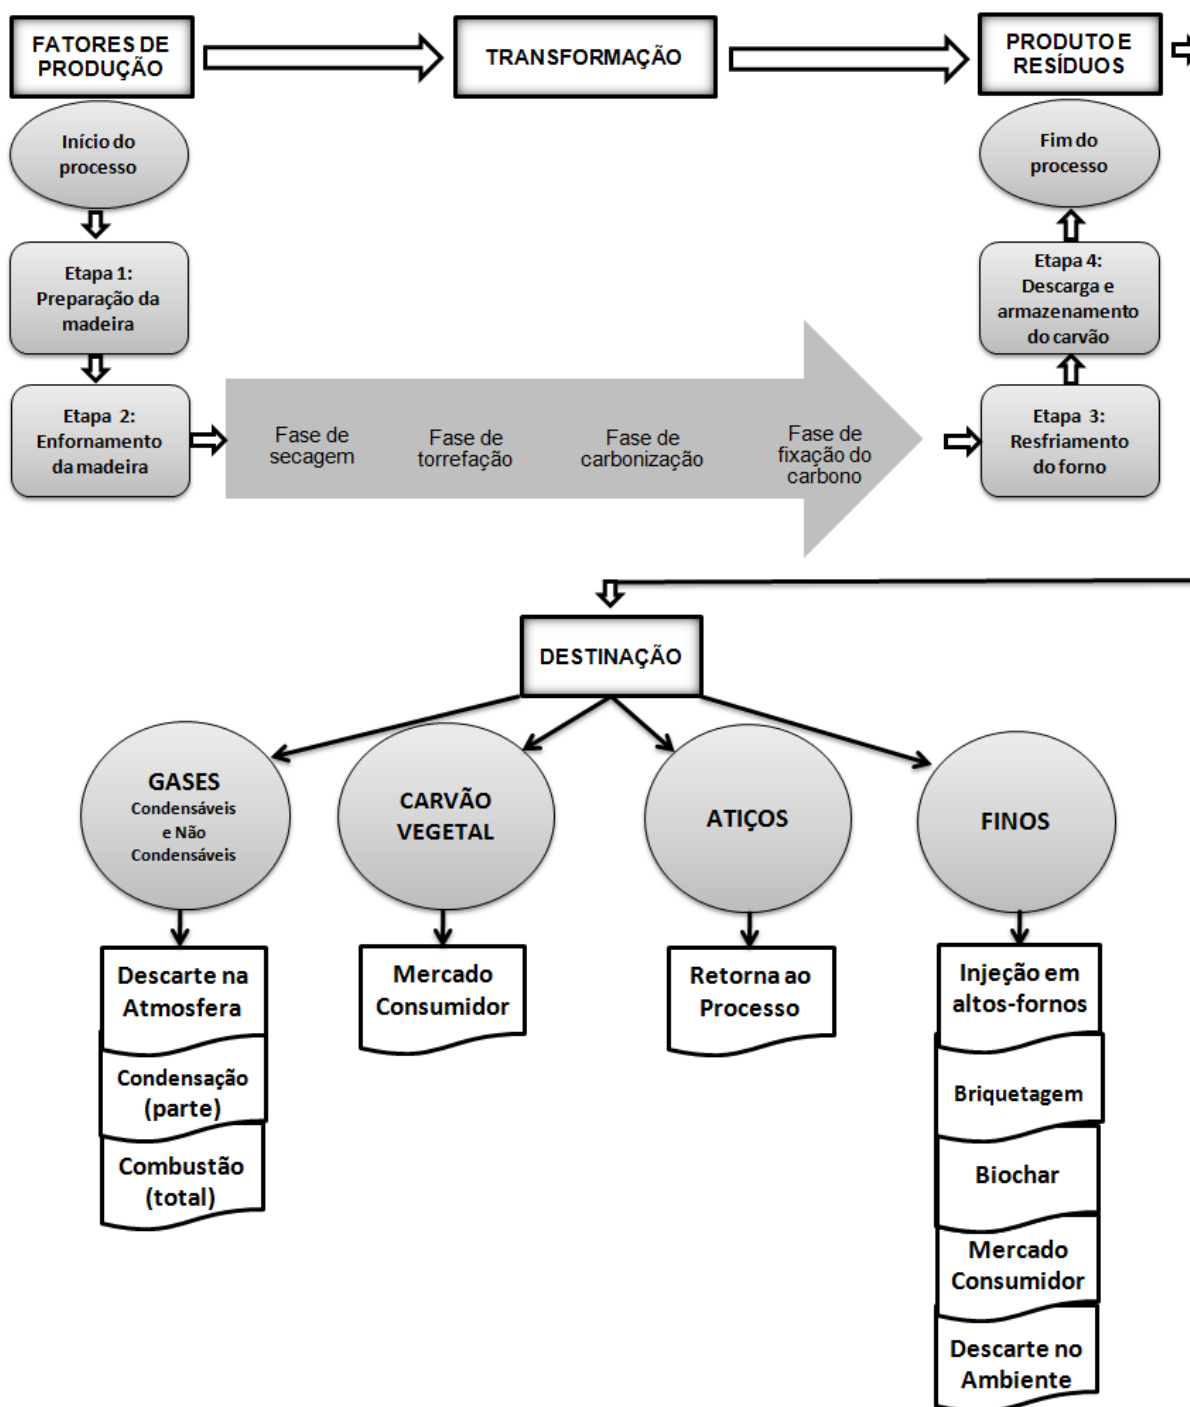 FATORES DE
PRODUÇÃO
TRANSFORMAÇÃO
PRODUTO E
RESÍDUOS
Início do
processo
Fim do
processo
Etapa 1:
Preparação da
madeira
Etapa 4:
Descarga e
armazenamento
do carvão
Etapa 2:
Enfornamento
da madeira
Fase de
secagem
Fase de
torrefação
Fase de
carbonização
Fase de
fixação do
carbono
Etapa 3:
Resfriamento
do forno
DESTINAÇÃO
GASES
Condensáveis
e Não
Condensáveis
CARVÃO
VEGETAL
ATIÇOS
FINOS
Descarte na
Atmosfera
Condensação
(parte)
Combustão
(total)
Mercado
Consumidor
Retorna ao
Processo
Injeção em
altos-fornos
Briquetagem
Biochar
Mercado
Consumidor
Descarte no
Ambiente